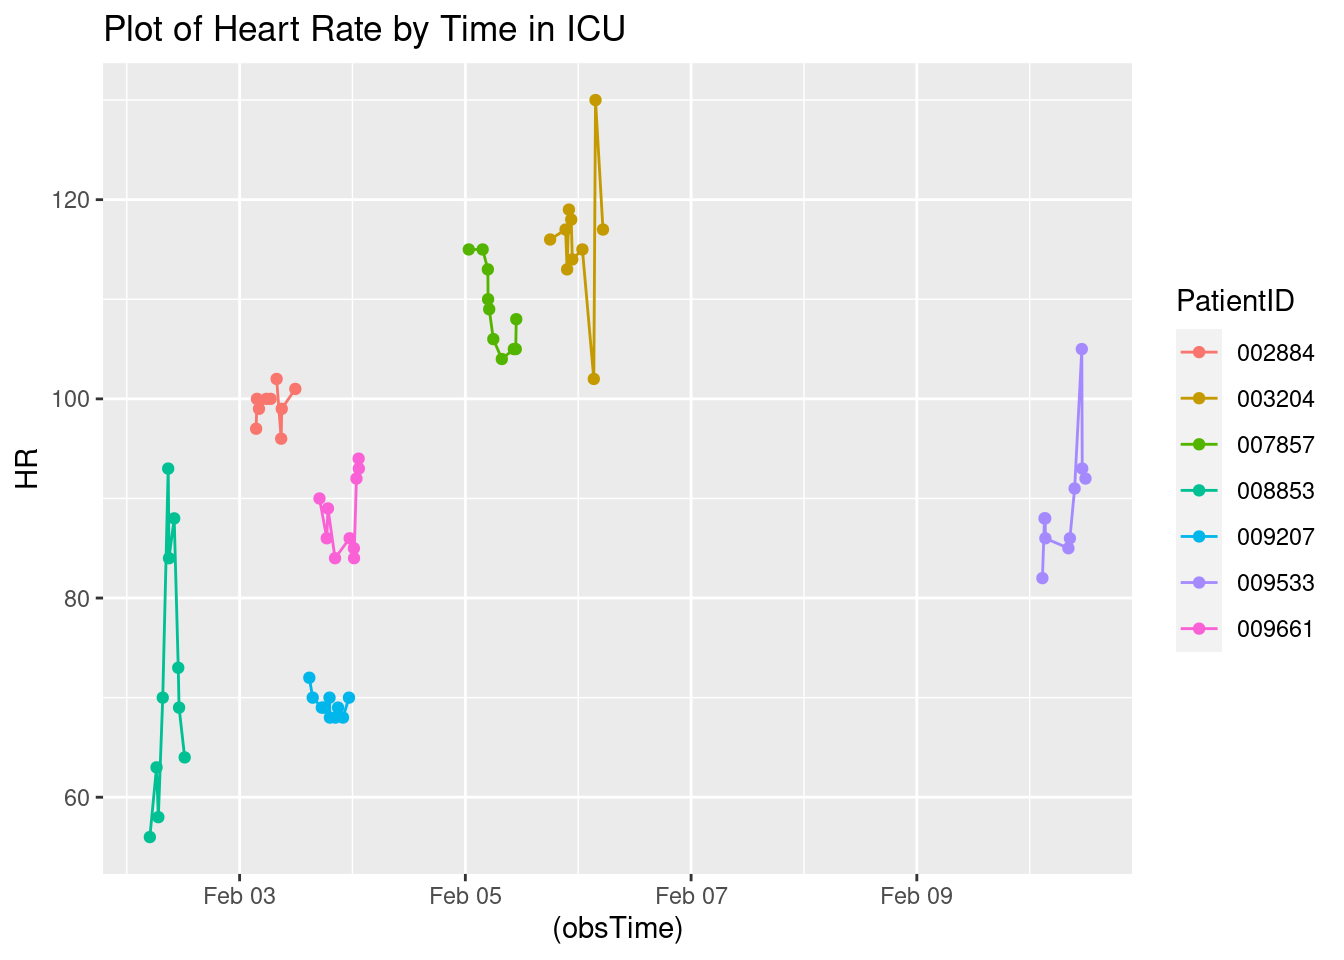 Plot of Heart Rate by Time in ICU
120
100
80
60
HR
Feb 03
Feb 05
Feb 07
Feb 09
(obsTime)
PatientID
002884
003204
007857
008853
009207
009533
009661